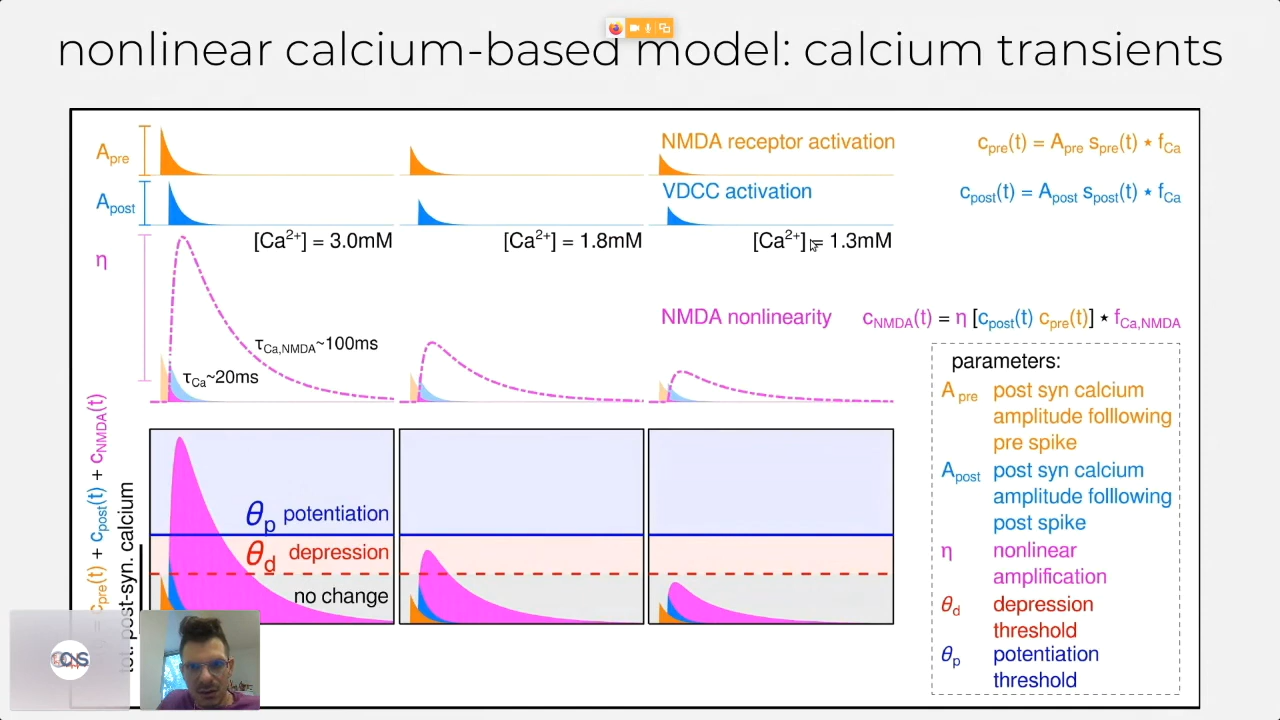 nonlinear calcium-based model: calcium transients
A_pre
NMDA receptor activation
c_pre(t) = A_pre s_pre(t) ⋆ f_Ca
A_post
VDCC activation
c_post(t) = A_post s_post(t) ⋆ f_Ca
[Ca²⁺] = 3.0mM
[Ca²⁺] = 1.8mM
[Ca²⁺] = 1.3mM
η
NMDA nonlinearity
c_NMDA(t) = η [c_post(t) c_pre(t)] ⋆ f_Ca,NMDA
τ_Ca,NMDA~100ms
τ_Ca~20ms
= c_pre(t) + c_post(t) + c_NMDA(t)
tot. post-syn. calcium
θ_p potentiation
θ_d depression
no change
parameters:
A_pre post syn calcium
amplitude folllowing
pre spike
A_post post syn calcium
amplitude folllowing
post spike
η nonlinear
amplification
θ_d depression
threshold
θ_p potentiation
threshold